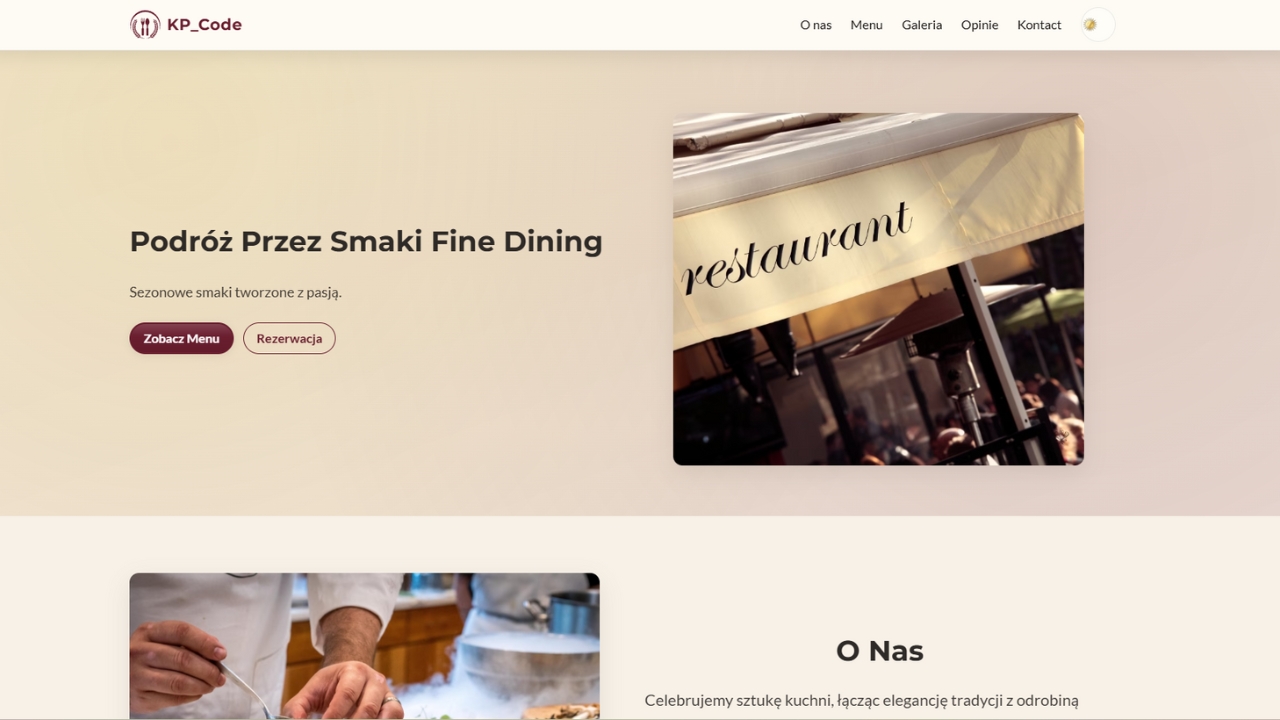 KP_Code
O nas
Menu
Galeria
Opinie
Kontact
Podróż Przez Smaki Fine Dining
Sezonowe smaki tworzone z pasją.
Zobacz Menu
Rezerwacja
restaurant
O Nas
Celebrujemy sztukę kuchni, łącząc elegancję tradycji z odrobiną